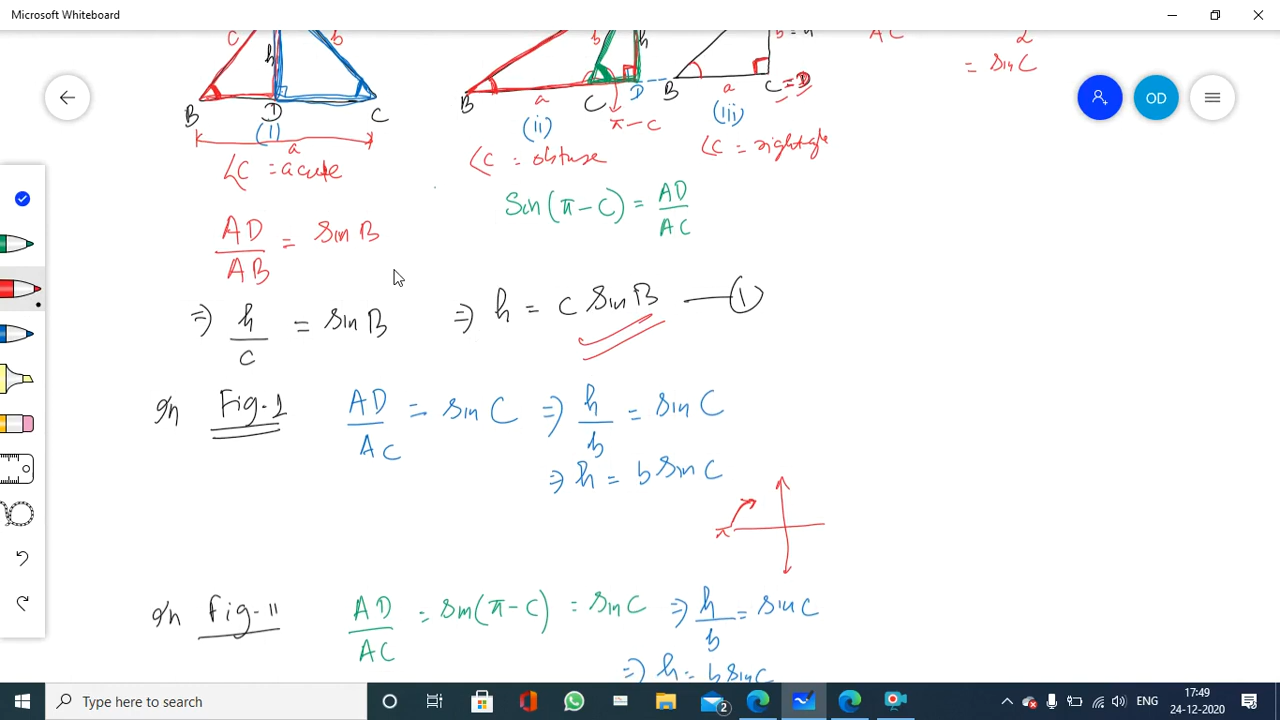 Microsoft Whiteboard
c h b
b h
b = h
AC 2
= sin C
B D C
B a C D
B a C = D
(I)
(ii) π-C
(iii)
a
∠C = acute
∠C = obtuse
∠C = right angle
OD
Sin(π-C) = AD/AC
AD/AB = sin B
⇒ h/c = sin B ⇒ h = c sin B —①
In Fig-1 AD/AC = sin C ⇒ h/b = sin C
⇒ h = b sin C
π
In Fig-II AD/AC = sin(π-C) = sin C ⇒ h/b = sin C
⇒ h = b sin C
Type here to search
2
ENG
17:49
24-12-2020